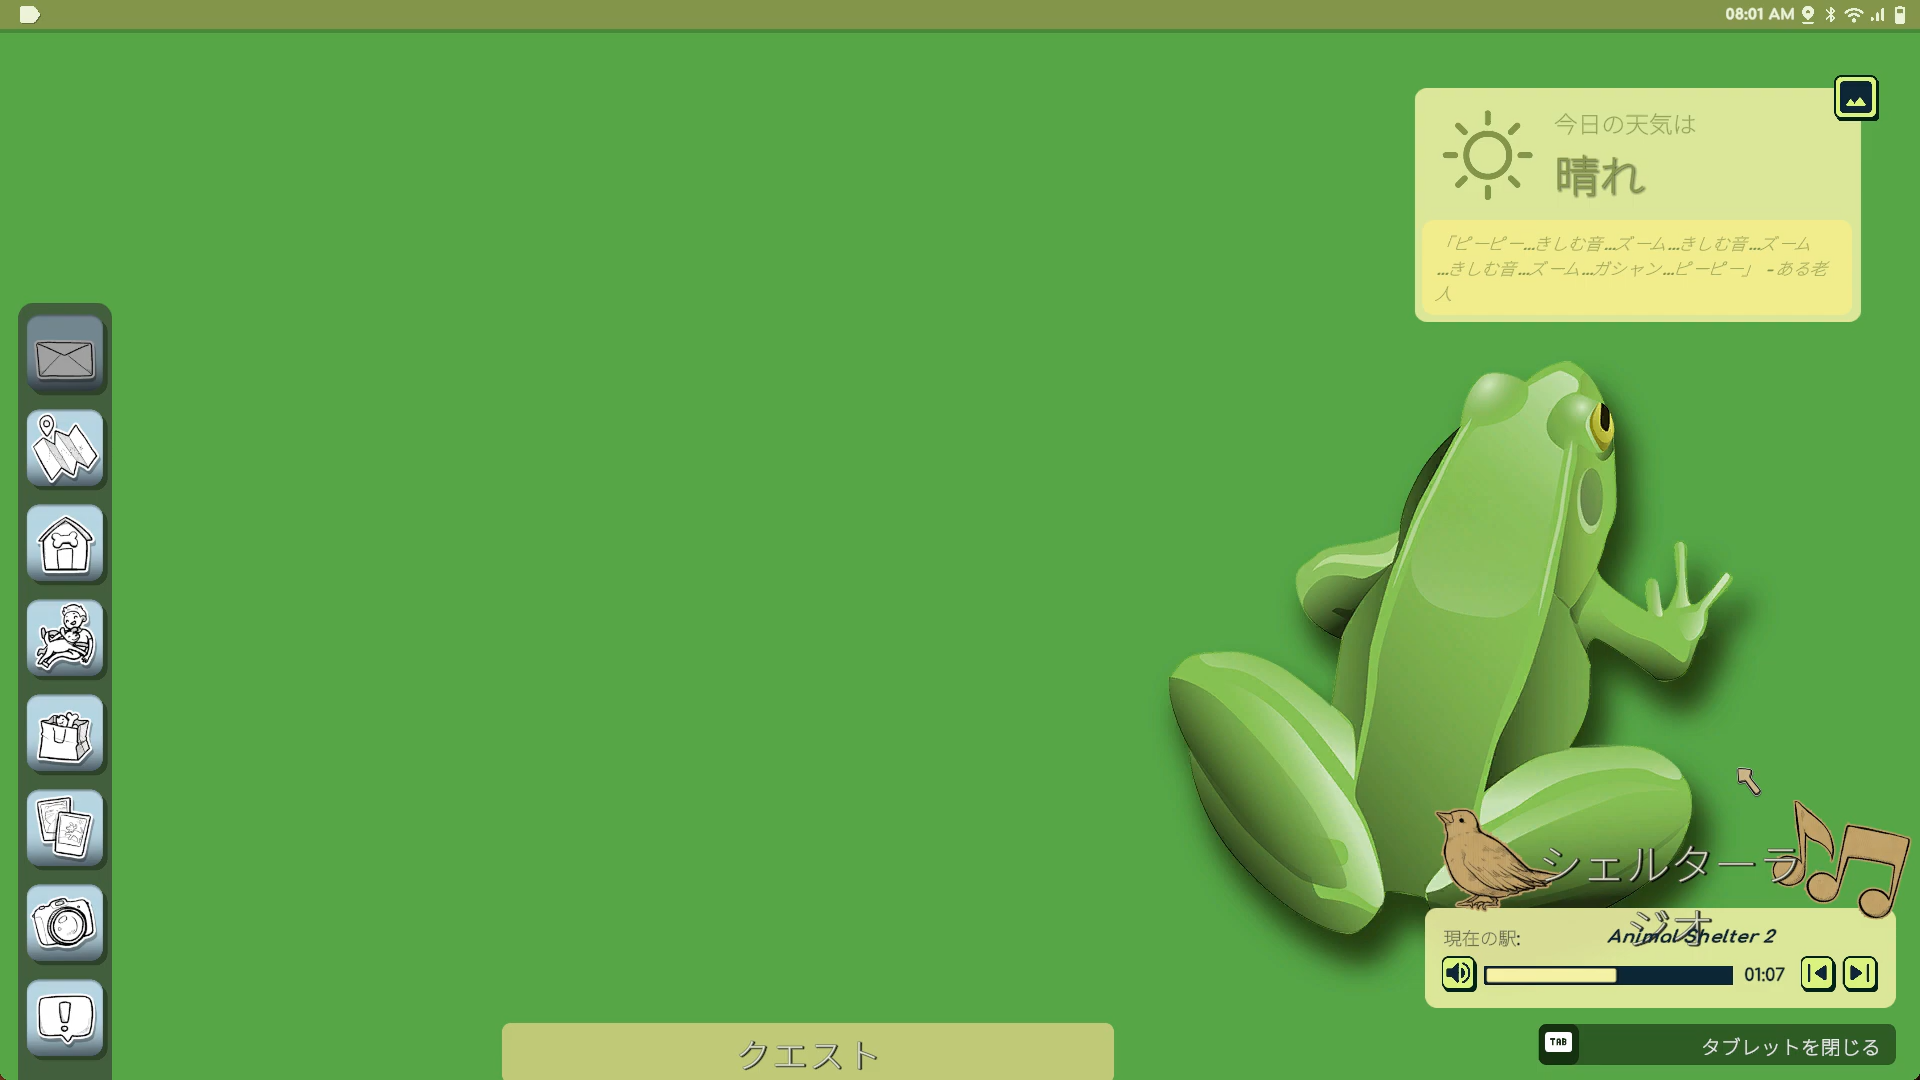 08:01 AM
今日の天気は
晴れ
「ピーピー...きしむ音...ズーム...きしむ音...ズーム
...きしむ音...ズーム...ガシャン...ピーピー」 - ある老
人
シェルターラ
ジオ
現在の駅:
Animal Shelter 2
01:07
クエスト
TAB
タブレットを閉じる